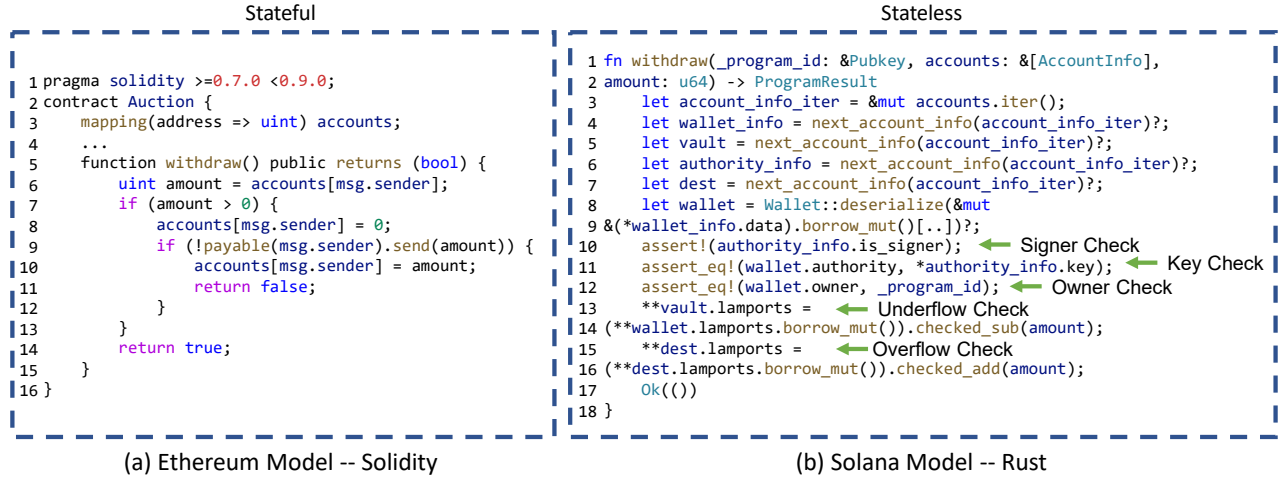 Stateful
1 pragma solidity >=0.7.0 <0.9.0;
2 contract Auction {
3 mapping(address => uint) accounts;
4 ...
5 function withdraw() public returns (bool) {
6 uint amount = accounts[msg.sender];
7 if (amount > 0) {
8 accounts[msg.sender] = 0;
9 if (!payable(msg.sender).send(amount)) {
10 accounts[msg.sender] = amount;
11 return false;
12 }
13 }
14 return true;
15 }
16 }
(a) Ethereum Model -- Solidity
Stateless
1 fn withdraw(_program_id: &Pubkey, accounts: &[AccountInfo],
2 amount: u64) -> ProgramResult
3 let account_info_iter = &mut accounts.iter();
4 let wallet_info = next_account_info(account_info_iter)?;
5 let vault = next_account_info(account_info_iter)?;
6 let authority_info = next_account_info(account_info_iter)?;
7 let dest = next_account_info(account_info_iter)?;
8 let wallet = Wallet::deserialize(&mut
9 &(*wallet_info.data).borrow_mut()[..])?;
10 assert!(authority_info.is_signer); Signer Check
11 assert_eq!(wallet.authority, *authority_info.key); Key Check
12 assert_eq!(wallet.owner, _program_id); Owner Check
13 **vault.lamports = Underflow Check
14 (**wallet.lamports.borrow_mut()).checked_sub(amount);
15 **dest.lamports = Overflow Check
16 (**dest.lamports.borrow_mut()).checked_add(amount);
17 Ok(())
18 }
(b) Solana Model -- Rust